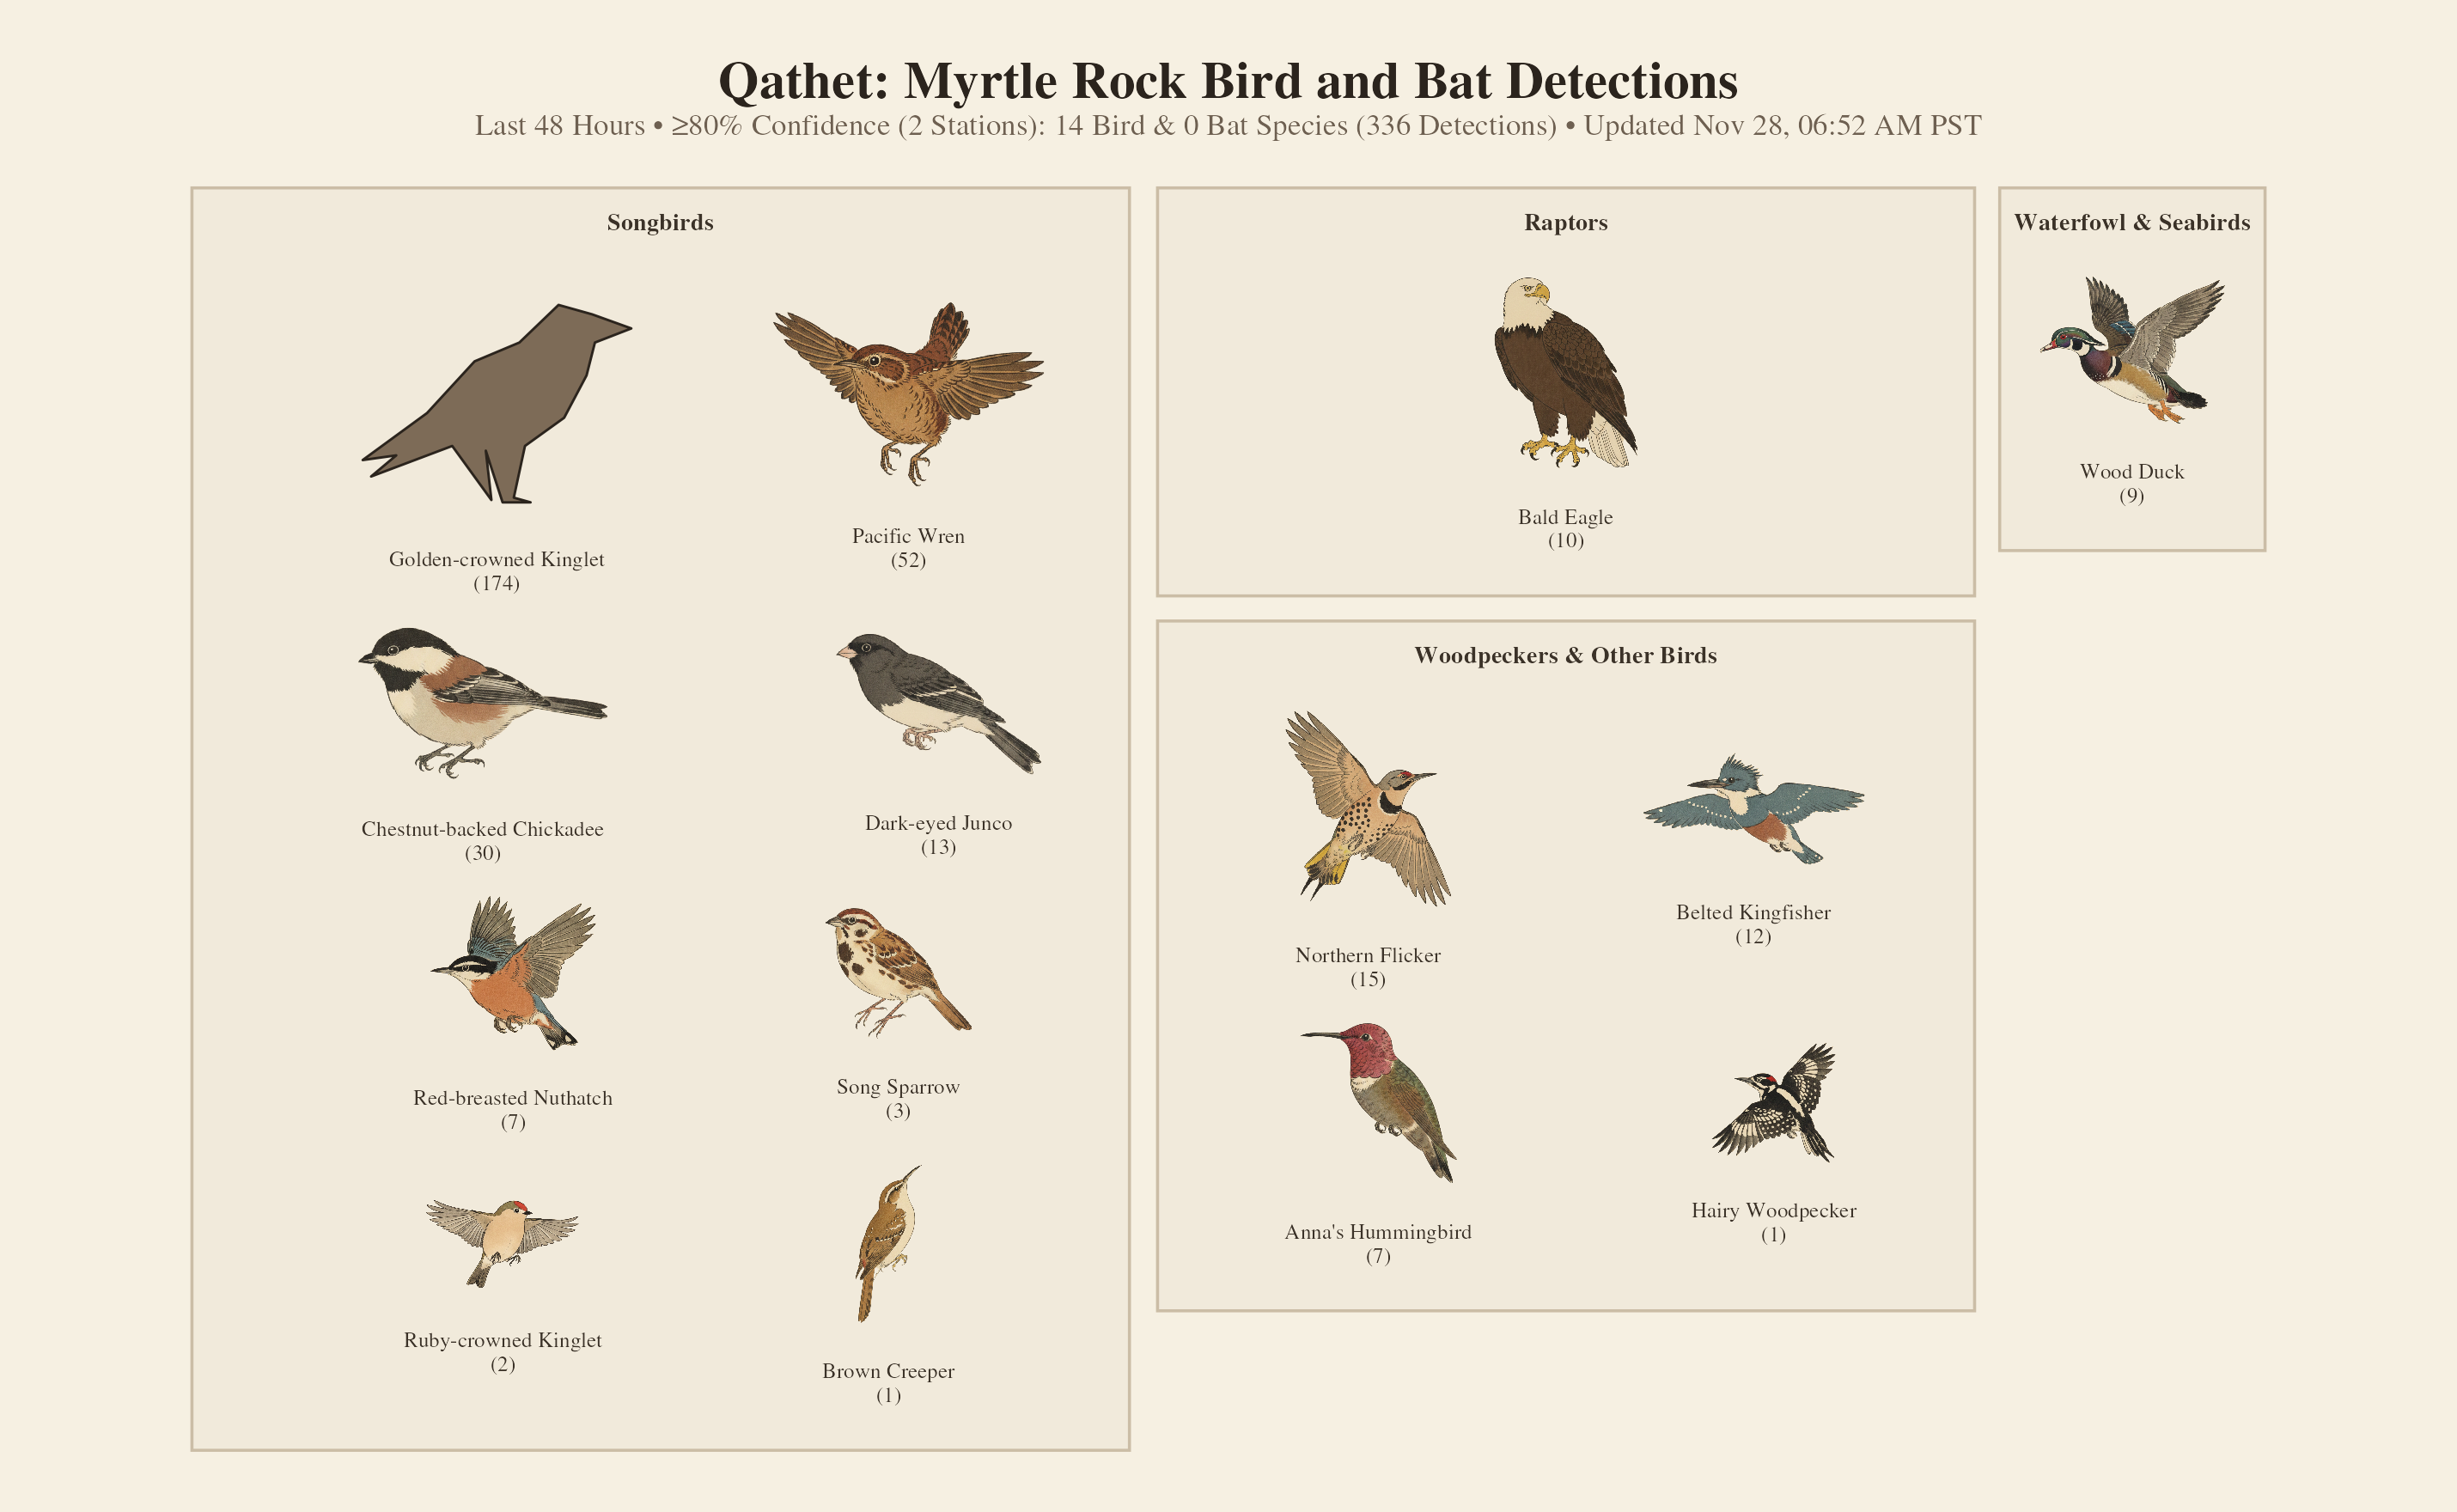 Qathet: Myrtle Rock Bird and Bat Detections
Last 48 Hours • ≥80% Confidence (2 Stations): 14 Bird & 0 Bat Species (336 Detections) • Updated Nov 28, 06:52 AM PST
Songbirds
Golden-crowned Kinglet
(174)
Pacific Wren
(52)
Chestnut-backed Chickadee
(30)
Dark-eyed Junco
(13)
Red-breasted Nuthatch
(7)
Song Sparrow
(3)
Ruby-crowned Kinglet
(2)
Brown Creeper
(1)
Raptors
Bald Eagle
(10)
Woodpeckers & Other Birds
Northern Flicker
(15)
Belted Kingfisher
(12)
Anna's Hummingbird
(7)
Hairy Woodpecker
(1)
Waterfowl & Seabirds
Wood Duck
(9)